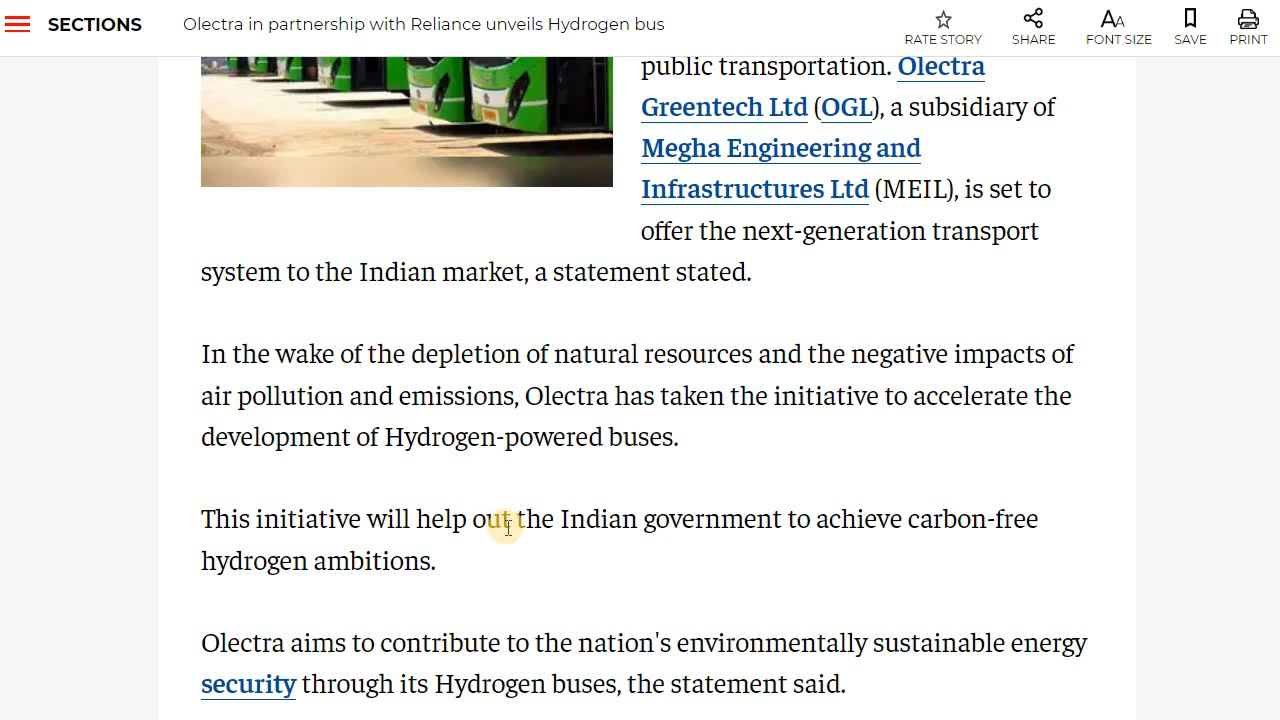 SECTIONS
Olectra in partnership with Reliance unveils Hydrogen bus
RATE STORY
SHARE
FONT SIZE
SAVE
PRINT
public transportation. Olectra
Greentech Ltd (OGL), a subsidiary of
Megha Engineering and
Infrastructures Ltd (MEIL), is set to
offer the next-generation transport
system to the Indian market, a statement stated.
In the wake of the depletion of natural resources and the negative impacts of
air pollution and emissions, Olectra has taken the initiative to accelerate the
development of Hydrogen-powered buses.
This initiative will help out the Indian government to achieve carbon-free
hydrogen ambitions.
Olectra aims to contribute to the nation's environmentally sustainable energy
security through its Hydrogen buses, the statement said.